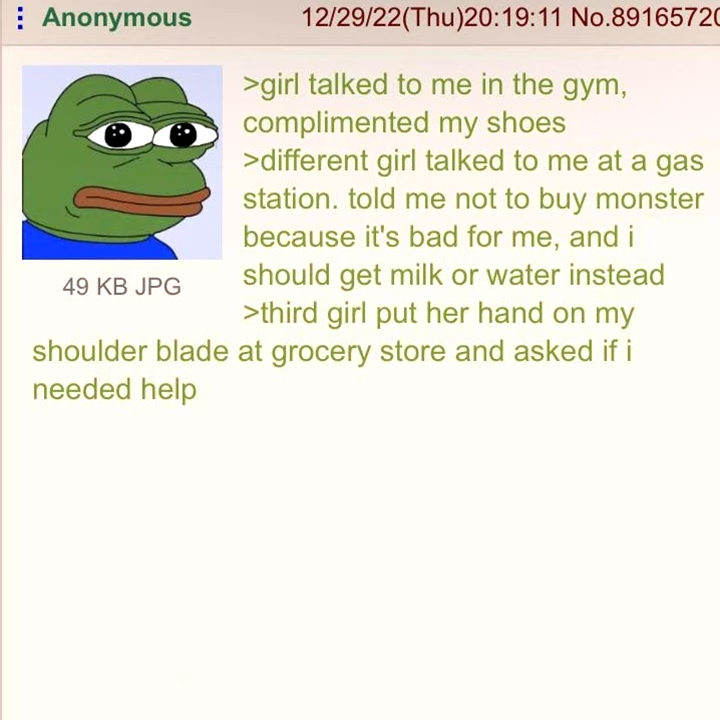 Anonymous 12/29/22(Thu)20:19:11 No.89165720
>girl talked to me in the gym,
complimented my shoes
>different girl talked to me at a gas
station. told me not to buy monster
because it's bad for me, and i
should get milk or water instead
49 KB JPG
>third girl put her hand on my
shoulder blade at grocery store and asked if i
needed help